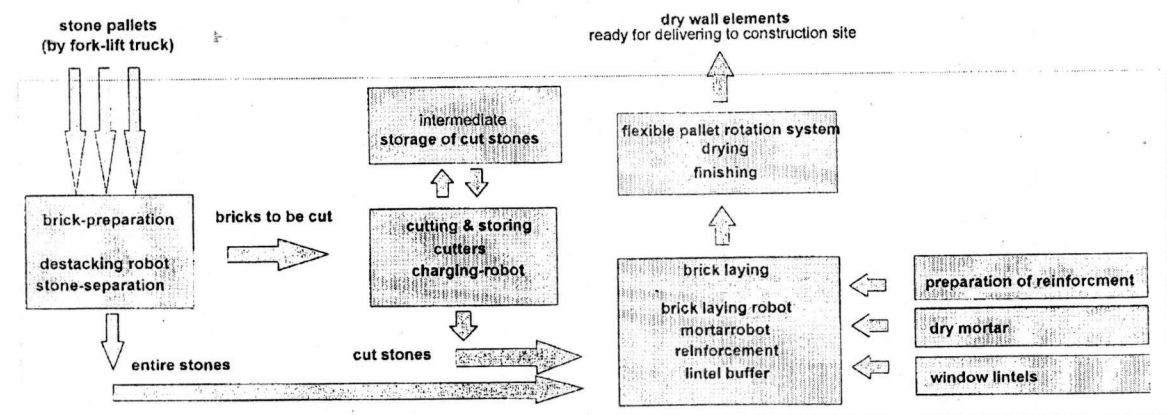 stone pallets
(by fork-lift truck)
dry wall elements
ready for delivering to construction site
intermediate
storage of cut stones
flexible pallet rotation system
drying
finishing
brick-preparation
destacking robot
stone-separation
bricks to be cut
cutting & storing
cutters
charging-robot
brick laying
brick laying robot
mortarrobot
reinforcement
lintel buffer
preparation of reinforcment
dry mortar
window lintels
cut stones
entire stones